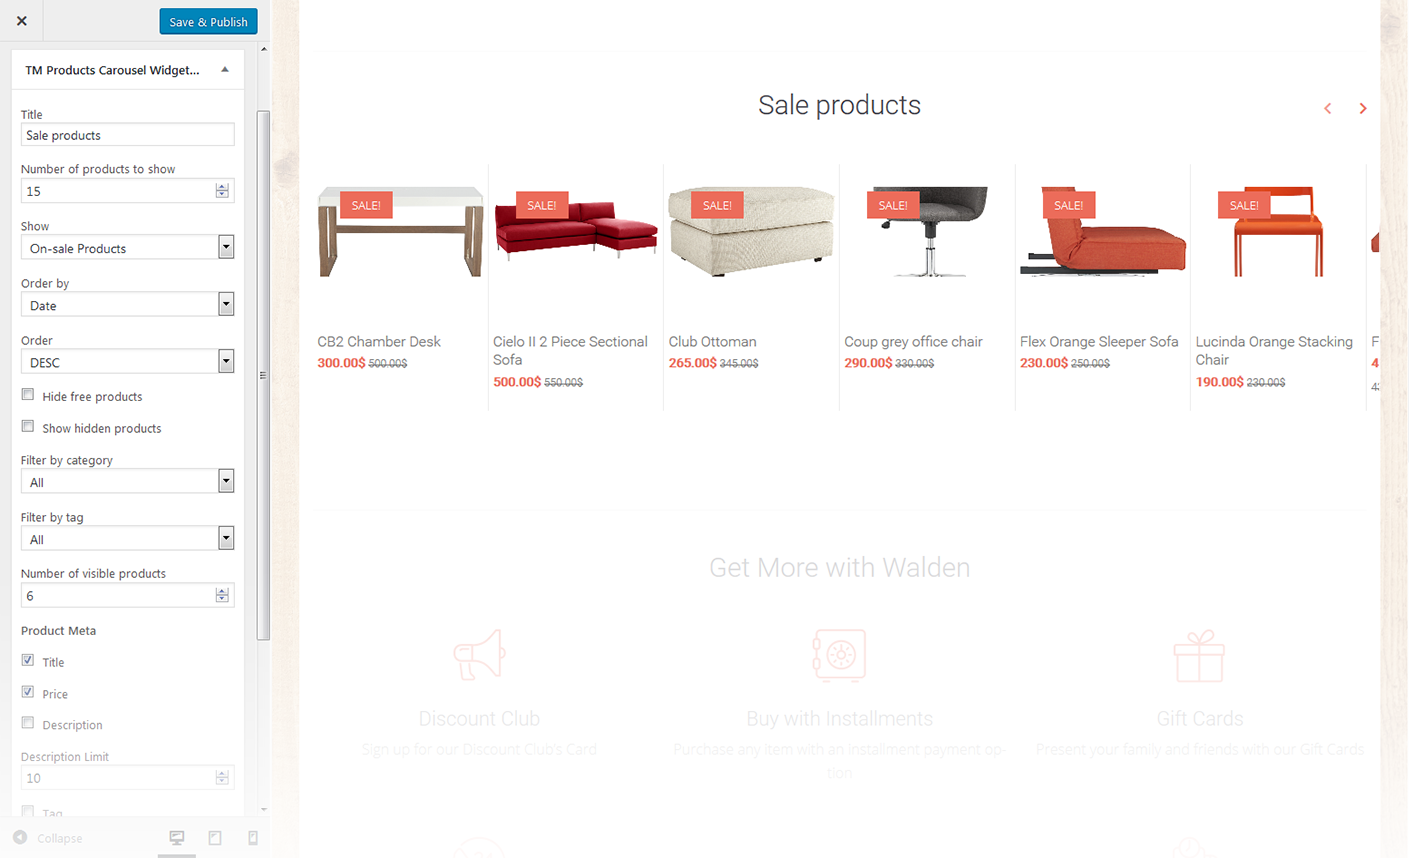 Save & Publish
TM Products Carousel Widget...
Title
Sale products
Number of products to show
15
Show
On-sale Products
Order by
Date
Order
DESC
Hide free products
Show hidden products
Filter by category
All
Filter by tag
All
Number of visible products
6
Product Meta
Title
Price
Description
Description Limit
10
Tag
Collapse
Sale products
SALE!
SALE!
SALE!
SALE!
SALE!
SALE!
CB2 Chamber Desk
300.00$ 500.00$
Cielo II 2 Piece Sectional
Sofa
500.00$ 550.00$
Club Ottoman
265.00$ 345.00$
Coup grey office chair
290.00$ 330.00$
Flex Orange Sleeper Sofa
230.00$ 250.00$
Lucinda Orange Stacking
Chair
190.00$ 230.00$
Get More with Walden
Discount Club
Sign up for our Discount Club's Card
Buy with Installments
Purchase any item with an installment payment op-
tion
Gift Cards
Present your family and friends with our Gift Cards